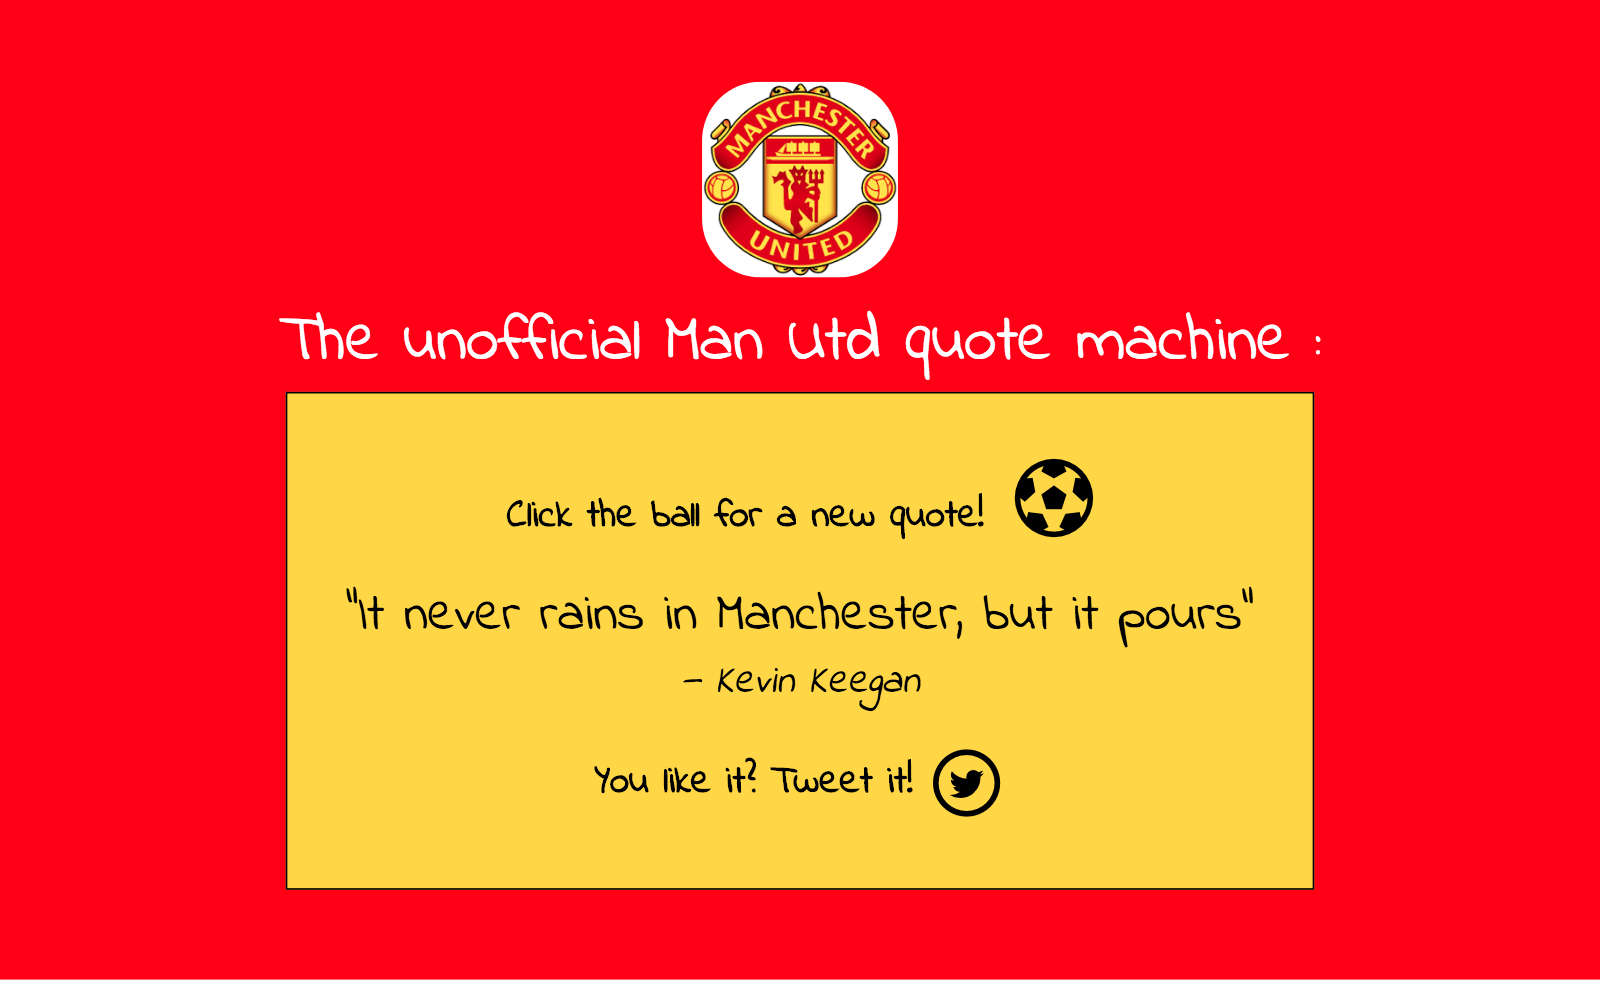 MANCHESTER
UNITED
The unofficial Man Utd quote machine :
Click the ball for a new quote!
"It never rains in Manchester, but it pours"
- Kevin Keegan
You like it? Tweet it!